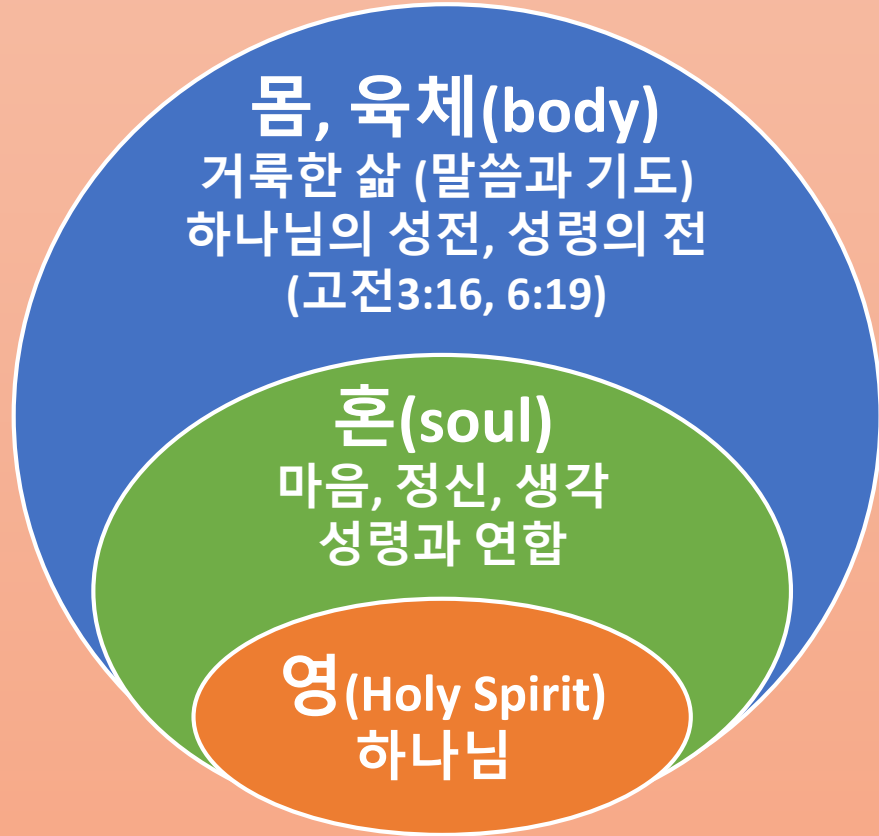 몸, 육체(body)
거룩한 삶 (말씀과 기도)
하나님의 성전, 성령의 전
(고전3:16, 6:19)
혼(soul)
마음, 정신, 생각
성령과 연합
영(Holy Spirit)
하나님